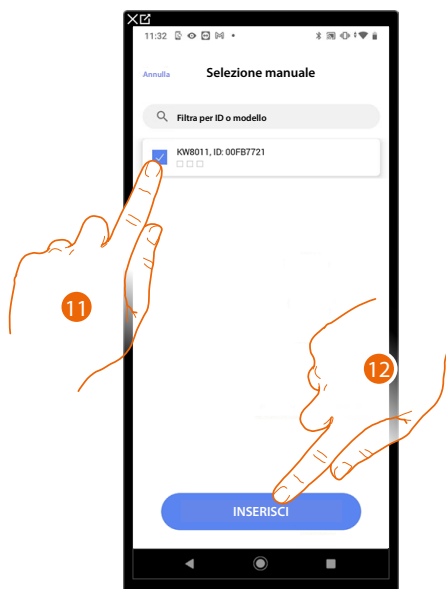 11:32
Annulla
Selezione manuale
Filtra per ID o modello
KW8011, ID: 00FB7721
11
12
INSERISCI